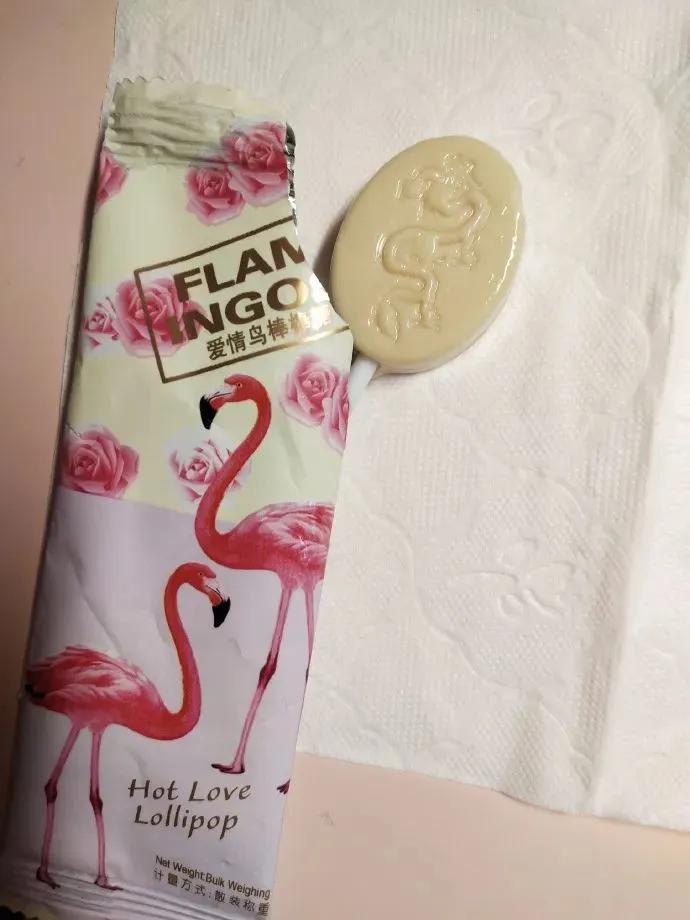 FLAM
INGO
爱情鸟棒
Hot Love
Lollipop
Net Weight:Bulk Weighing
计量方式:散装称重